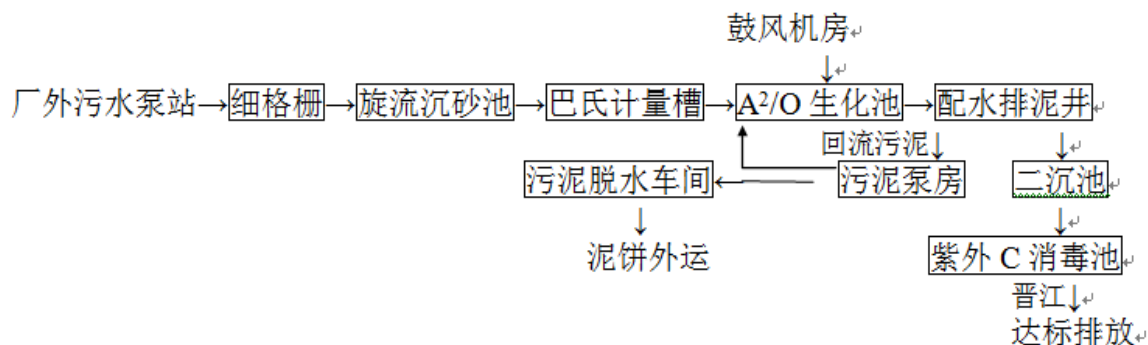 鼓风机房
↓
厂外污水泵站→细格栅→旋流沉砂池→巴氏计量槽→A²/O 生化池→配水排泥井
回流污泥↓ ↓
污泥脱水车间← 污泥泵房 二沉池
↓ ↓
泥饼外运 紫外 C 消毒池
晋江↓
达标排放